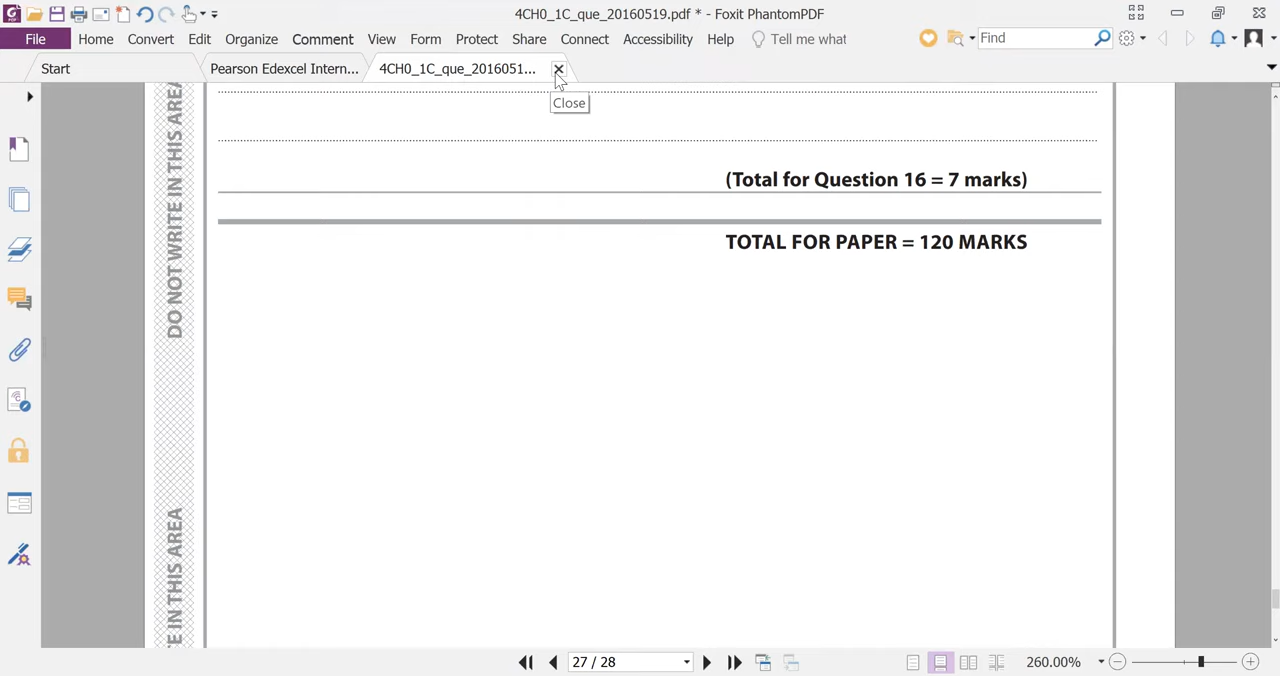 4CH0_1C_que_20160519.pdf * - Foxit PhantomPDF
File Home Convert Edit Organize Comment View Form Protect Share Connect Accessibility Help Tell me what Find
Start Pearson Edexcel Intern... 4CH0_1C_que_2016051...
Close
DO NOT WRITE IN THIS AREA
(Total for Question 16 = 7 marks)
TOTAL FOR PAPER = 120 MARKS
E IN THIS AREA
27 / 28 260.00%